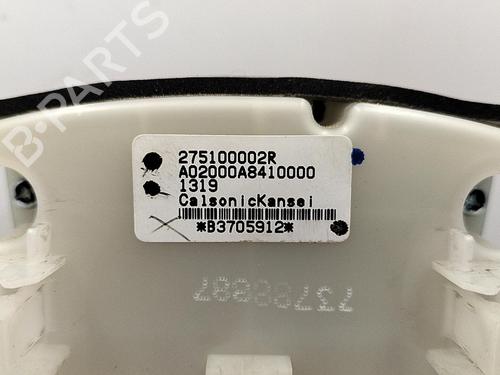 B-PARTS
275100002R
A02000A8410000
1319
CalsonicKansei
*B3705912*